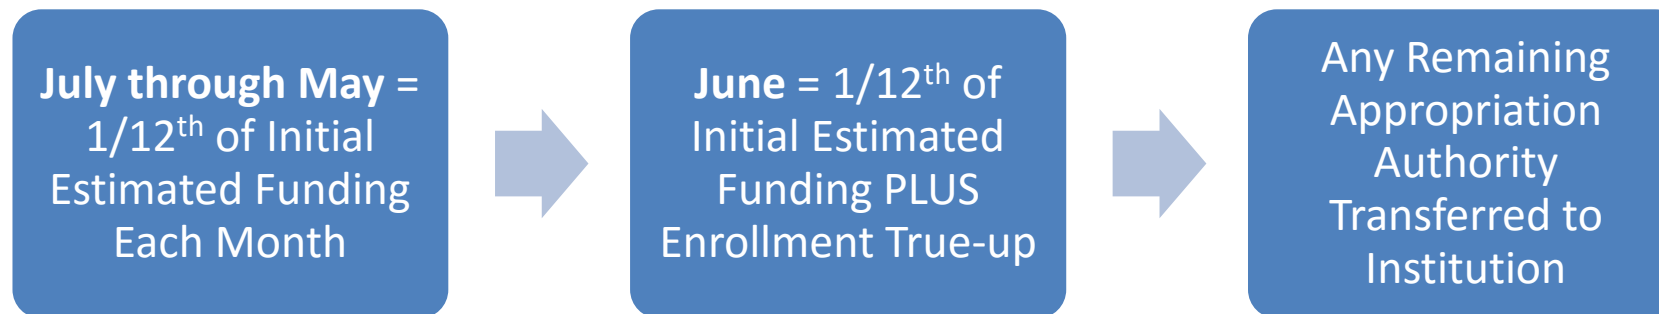 July through May =
1/12th of Initial
Estimated Funding
Each Month
June = 1/12th of
Initial Estimated
Funding PLUS
Enrollment True-up
Any Remaining
Appropriation
Authority
Transferred to
Institution